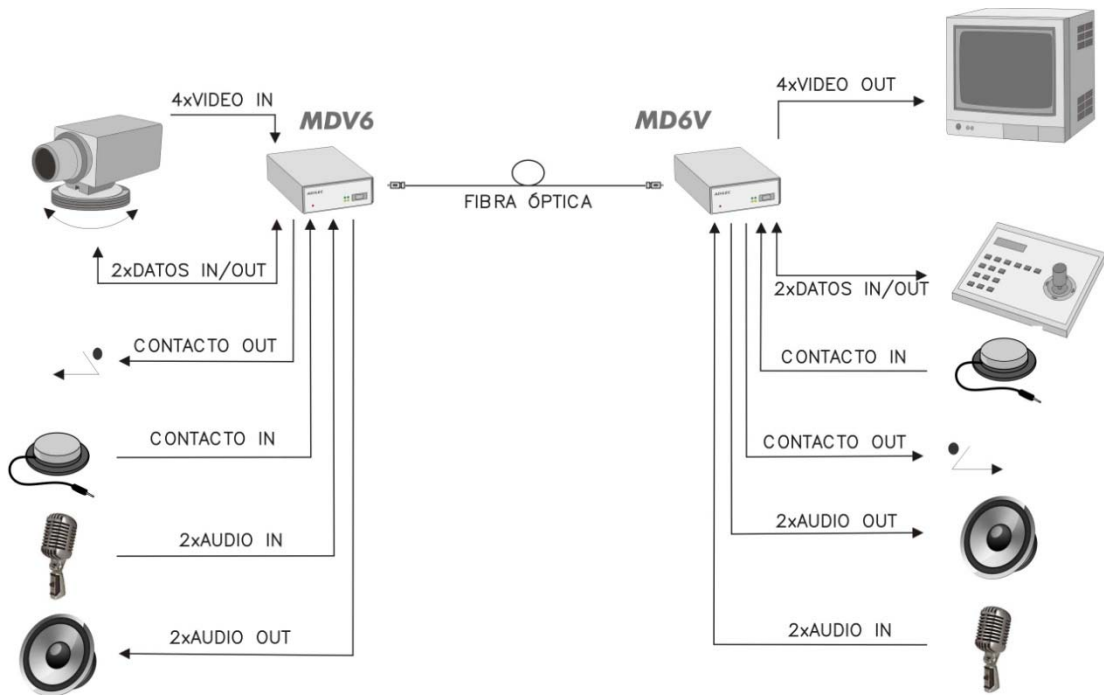 4xVIDEO IN
MDV6
MD6V
4xVIDEO OUT
FIBRA ÓPTICA
2xDATOS IN/OUT
2xDATOS IN/OUT
CONTACTO OUT
CONTACTO IN
CONTACTO IN
CONTACTO OUT
2xAUDIO IN
2xAUDIO OUT
2xAUDIO OUT
2xAUDIO IN